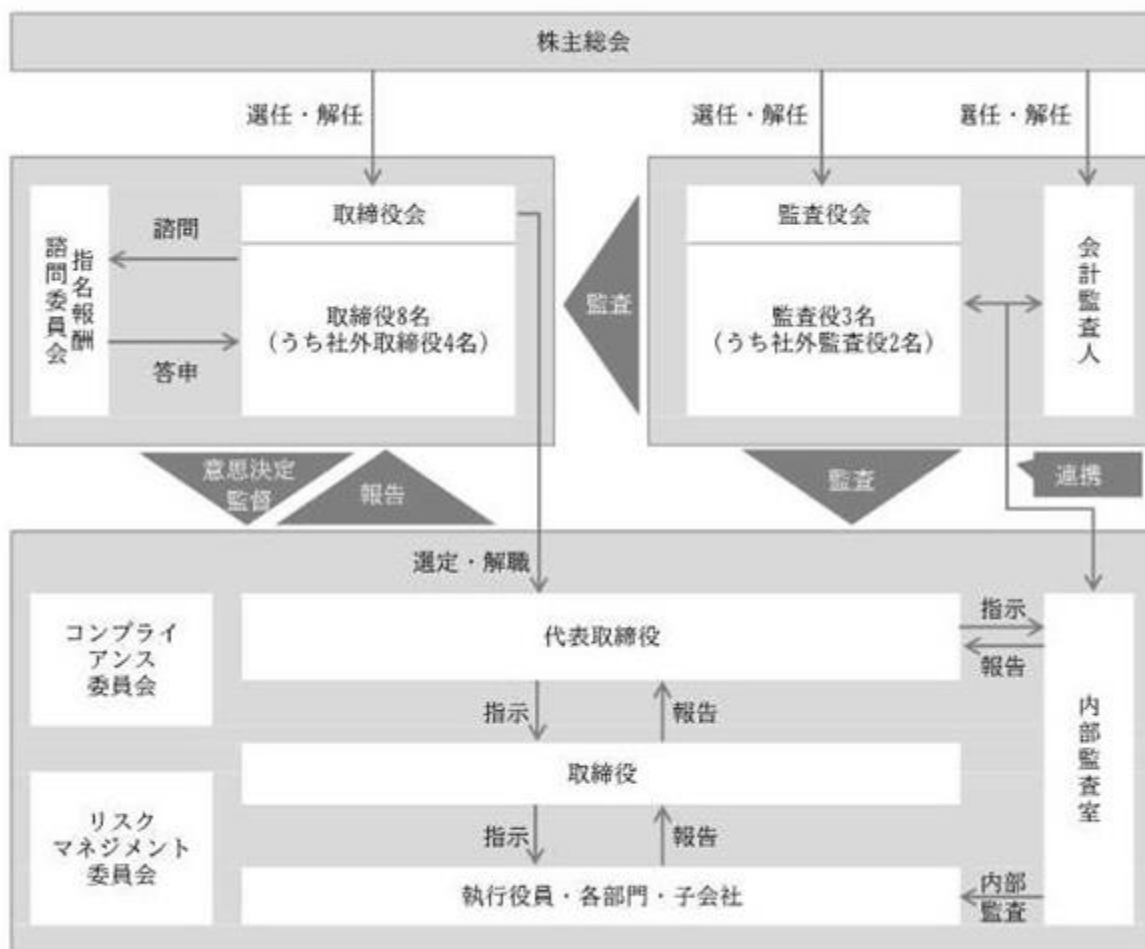 株主総会
選任・解任
選任・解任
選任・解任
取締役会
諮問
指名報酬
諮問委員会
答申
取締役8名
(うち社外取締役4名)
監査
監査役会
監査役3名
(うち社外監査役2名)
会計監査人
意思決定
監督
報告
監査
連携
選定・解職
コンプライ
アンス
委員会
代表取締役
指示
報告
指示
報告
内部監査室
取締役
リスク
マネジメント
委員会
指示
報告
執行役員・各部門・子会社
内部
監査